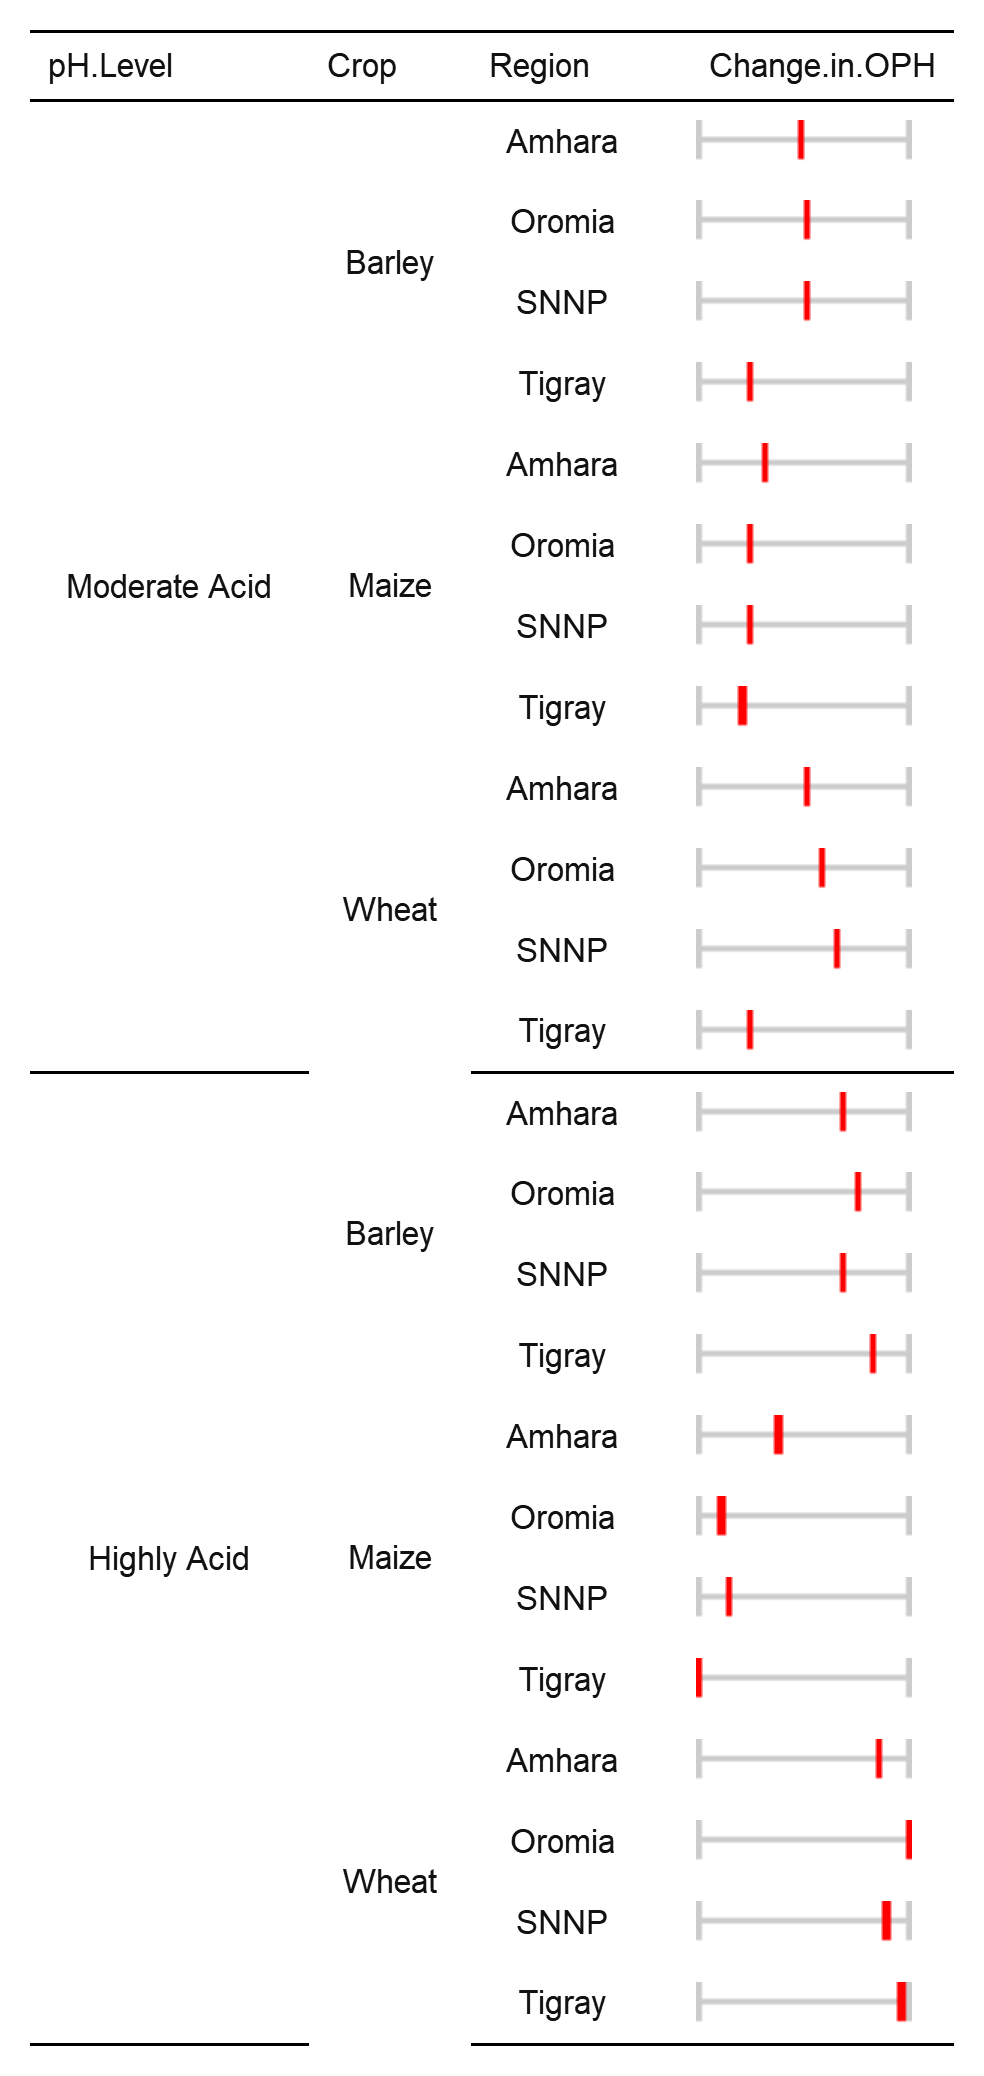 pH.Level Crop Region Change.in.OPH
Amhara
Oromia
Barley
SNNP
Tigray
Amhara
Oromia
Moderate Acid Maize
SNNP
Tigray
Amhara
Oromia
Wheat
SNNP
Tigray
Amhara
Oromia
Barley
SNNP
Tigray
Amhara
Oromia
Highly Acid Maize
SNNP
Tigray
Amhara
Oromia
Wheat
SNNP
Tigray